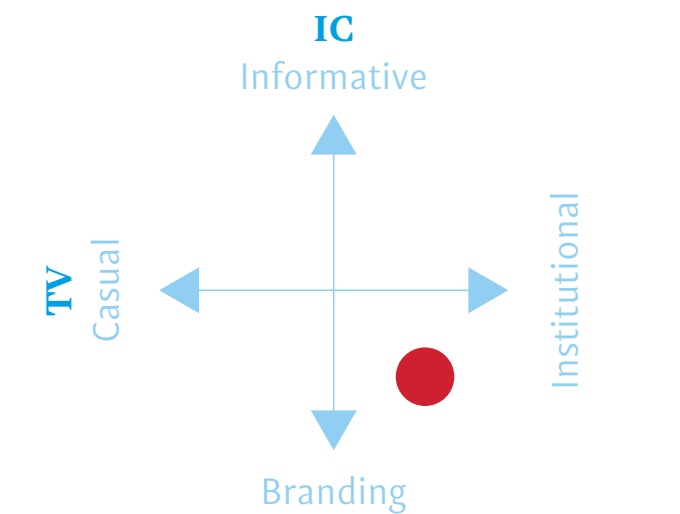 IC
Informative
TV
Casual
Institutional
Branding